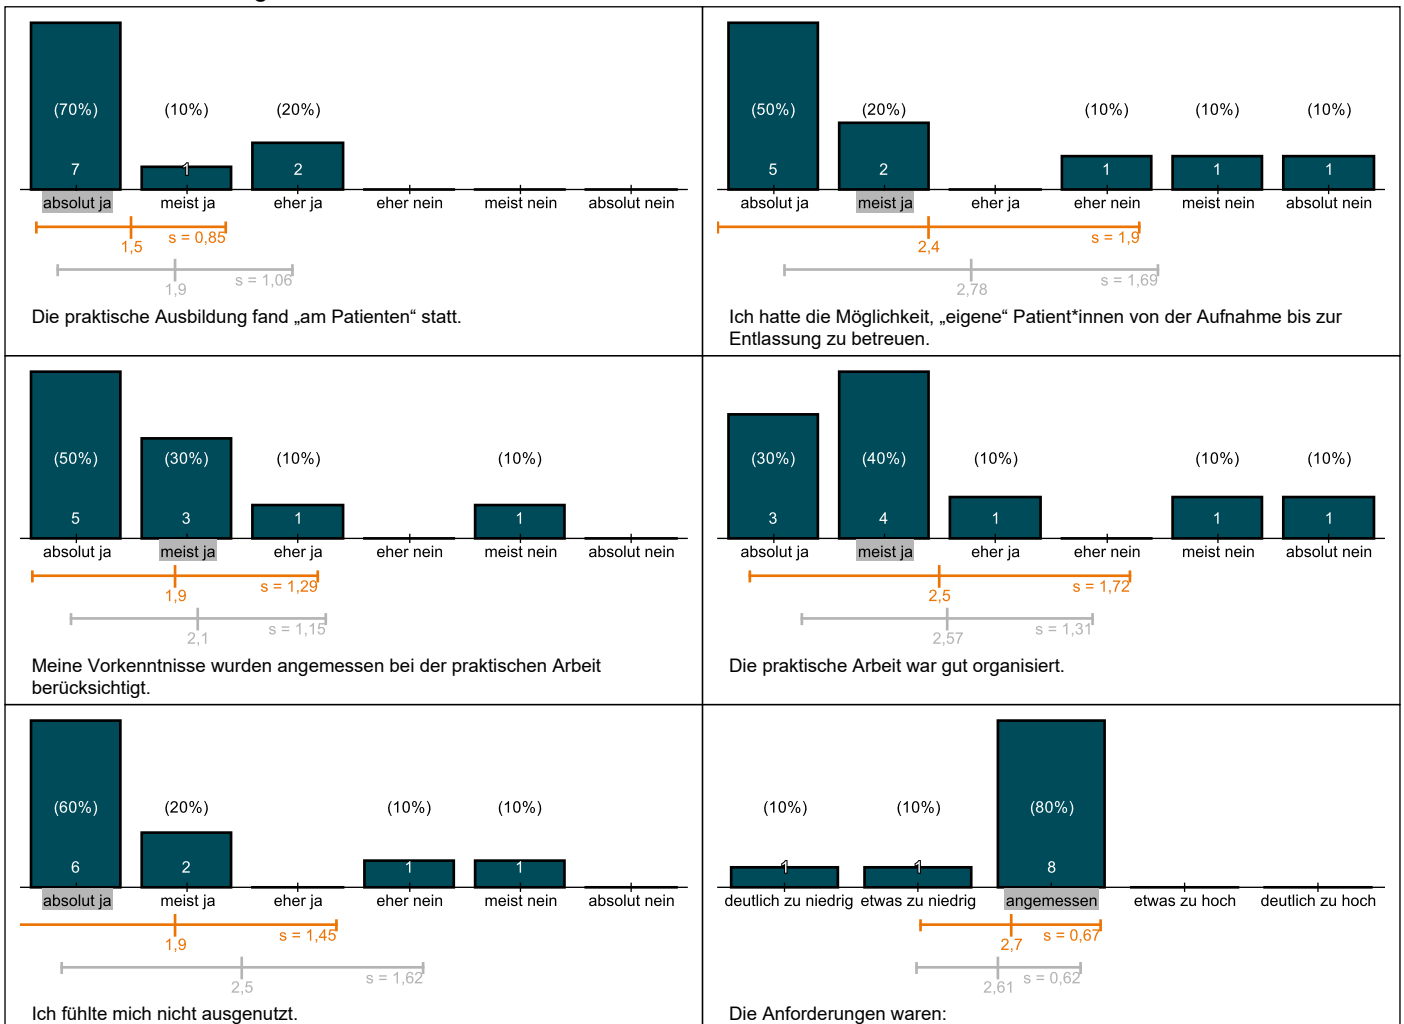 (70%) (10%) (20%)
7 1 2
absolut ja meist ja eher ja eher nein meist nein absolut nein
s = 0,85
1,5
s = 1,06
1,9
Die praktische Ausbildung fand „am Patienten“ statt.
(50%) (20%) (10%) (10%) (10%)
5 2 1 1 1
absolut ja meist ja eher ja eher nein meist nein absolut nein
s = 1,9
2,4
s = 1,69
2,78
Ich hatte die Möglichkeit, „eigene“ Patient*innen von der Aufnahme bis zur
Entlassung zu betreuen.
(50%) (30%) (10%) (10%)
5 3 1 1
absolut ja meist ja eher ja eher nein meist nein absolut nein
s = 1,29
1,9
s = 1,15
2,1
Meine Vorkenntnisse wurden angemessen bei der praktischen Arbeit
berücksichtigt.
(30%) (40%) (10%) (10%) (10%)
3 4 1 1 1
absolut ja meist ja eher ja eher nein meist nein absolut nein
s = 1,72
2,5
s = 1,31
2,57
Die praktische Arbeit war gut organisiert.
(60%) (20%) (10%) (10%)
6 2 1 1
absolut ja meist ja eher ja eher nein meist nein absolut nein
s = 1,45
1,9
s = 1,62
2,5
Ich fühlte mich nicht ausgenutzt.
(10%) (10%) (80%)
1 1 8
deutlich zu niedrig etwas zu niedrig angemessen etwas zu hoch deutlich zu hoch
s = 0,67
2,7
s = 0,62
2,61
Die Anforderungen waren: